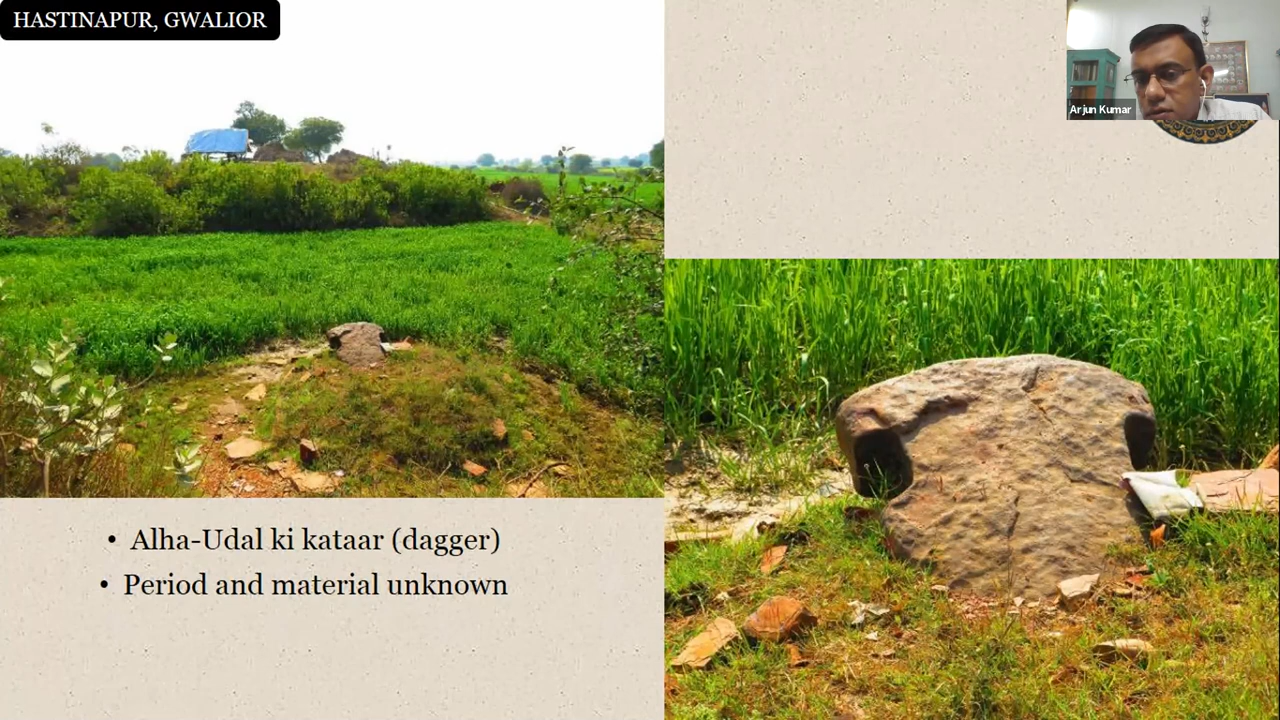 HASTINAPUR, GWALIOR
Arjun Kumar
• Alha-Udal ki kataar (dagger)
• Period and material unknown